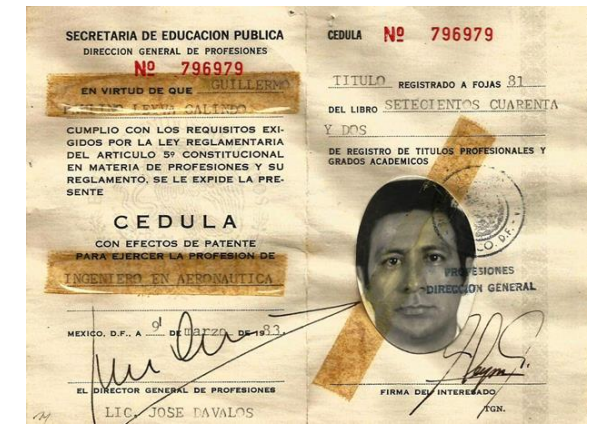 SECRETARIA DE EDUCACION PUBLICA
DIRECCION GENERAL DE PROFESIONES
Nº 796979
EN VIRTUD DE QUE GUILLERMO
PAULINO LEYVA GALINDO
CUMPLIO CON LOS REQUISITOS EXI-
GIDOS POR LA LEY REGLAMENTARIA
DEL ARTICULO 5º CONSTITUCIONAL
EN MATERIA DE PROFESIONES Y SU
REGLAMENTO, SE LE EXPIDE LA PRE-
SENTE
CEDULA
CON EFECTOS DE PATENTE
PARA EJERCER LA PROFESION DE
INGENIERO EN AERONAUTICA
MEXICO, D.F., A 9 DE marzo DE 1983.
EL DIRECTOR GENERAL DE PROFESIONES
LIC. JOSE DAVALOS
CEDULA Nº 796979
TITULO REGISTRADO A FOJAS 81
DEL LIBRO SETECIENTOS CUARENTA
Y DOS
DE REGISTRO DE TITULOS PROFESIONALES Y
GRADOS ACADEMICOS
MEXICO, D.F.
PROFESIONES
DIRECCION GENERAL
FIRMA DEL INTERESADO
TGN.